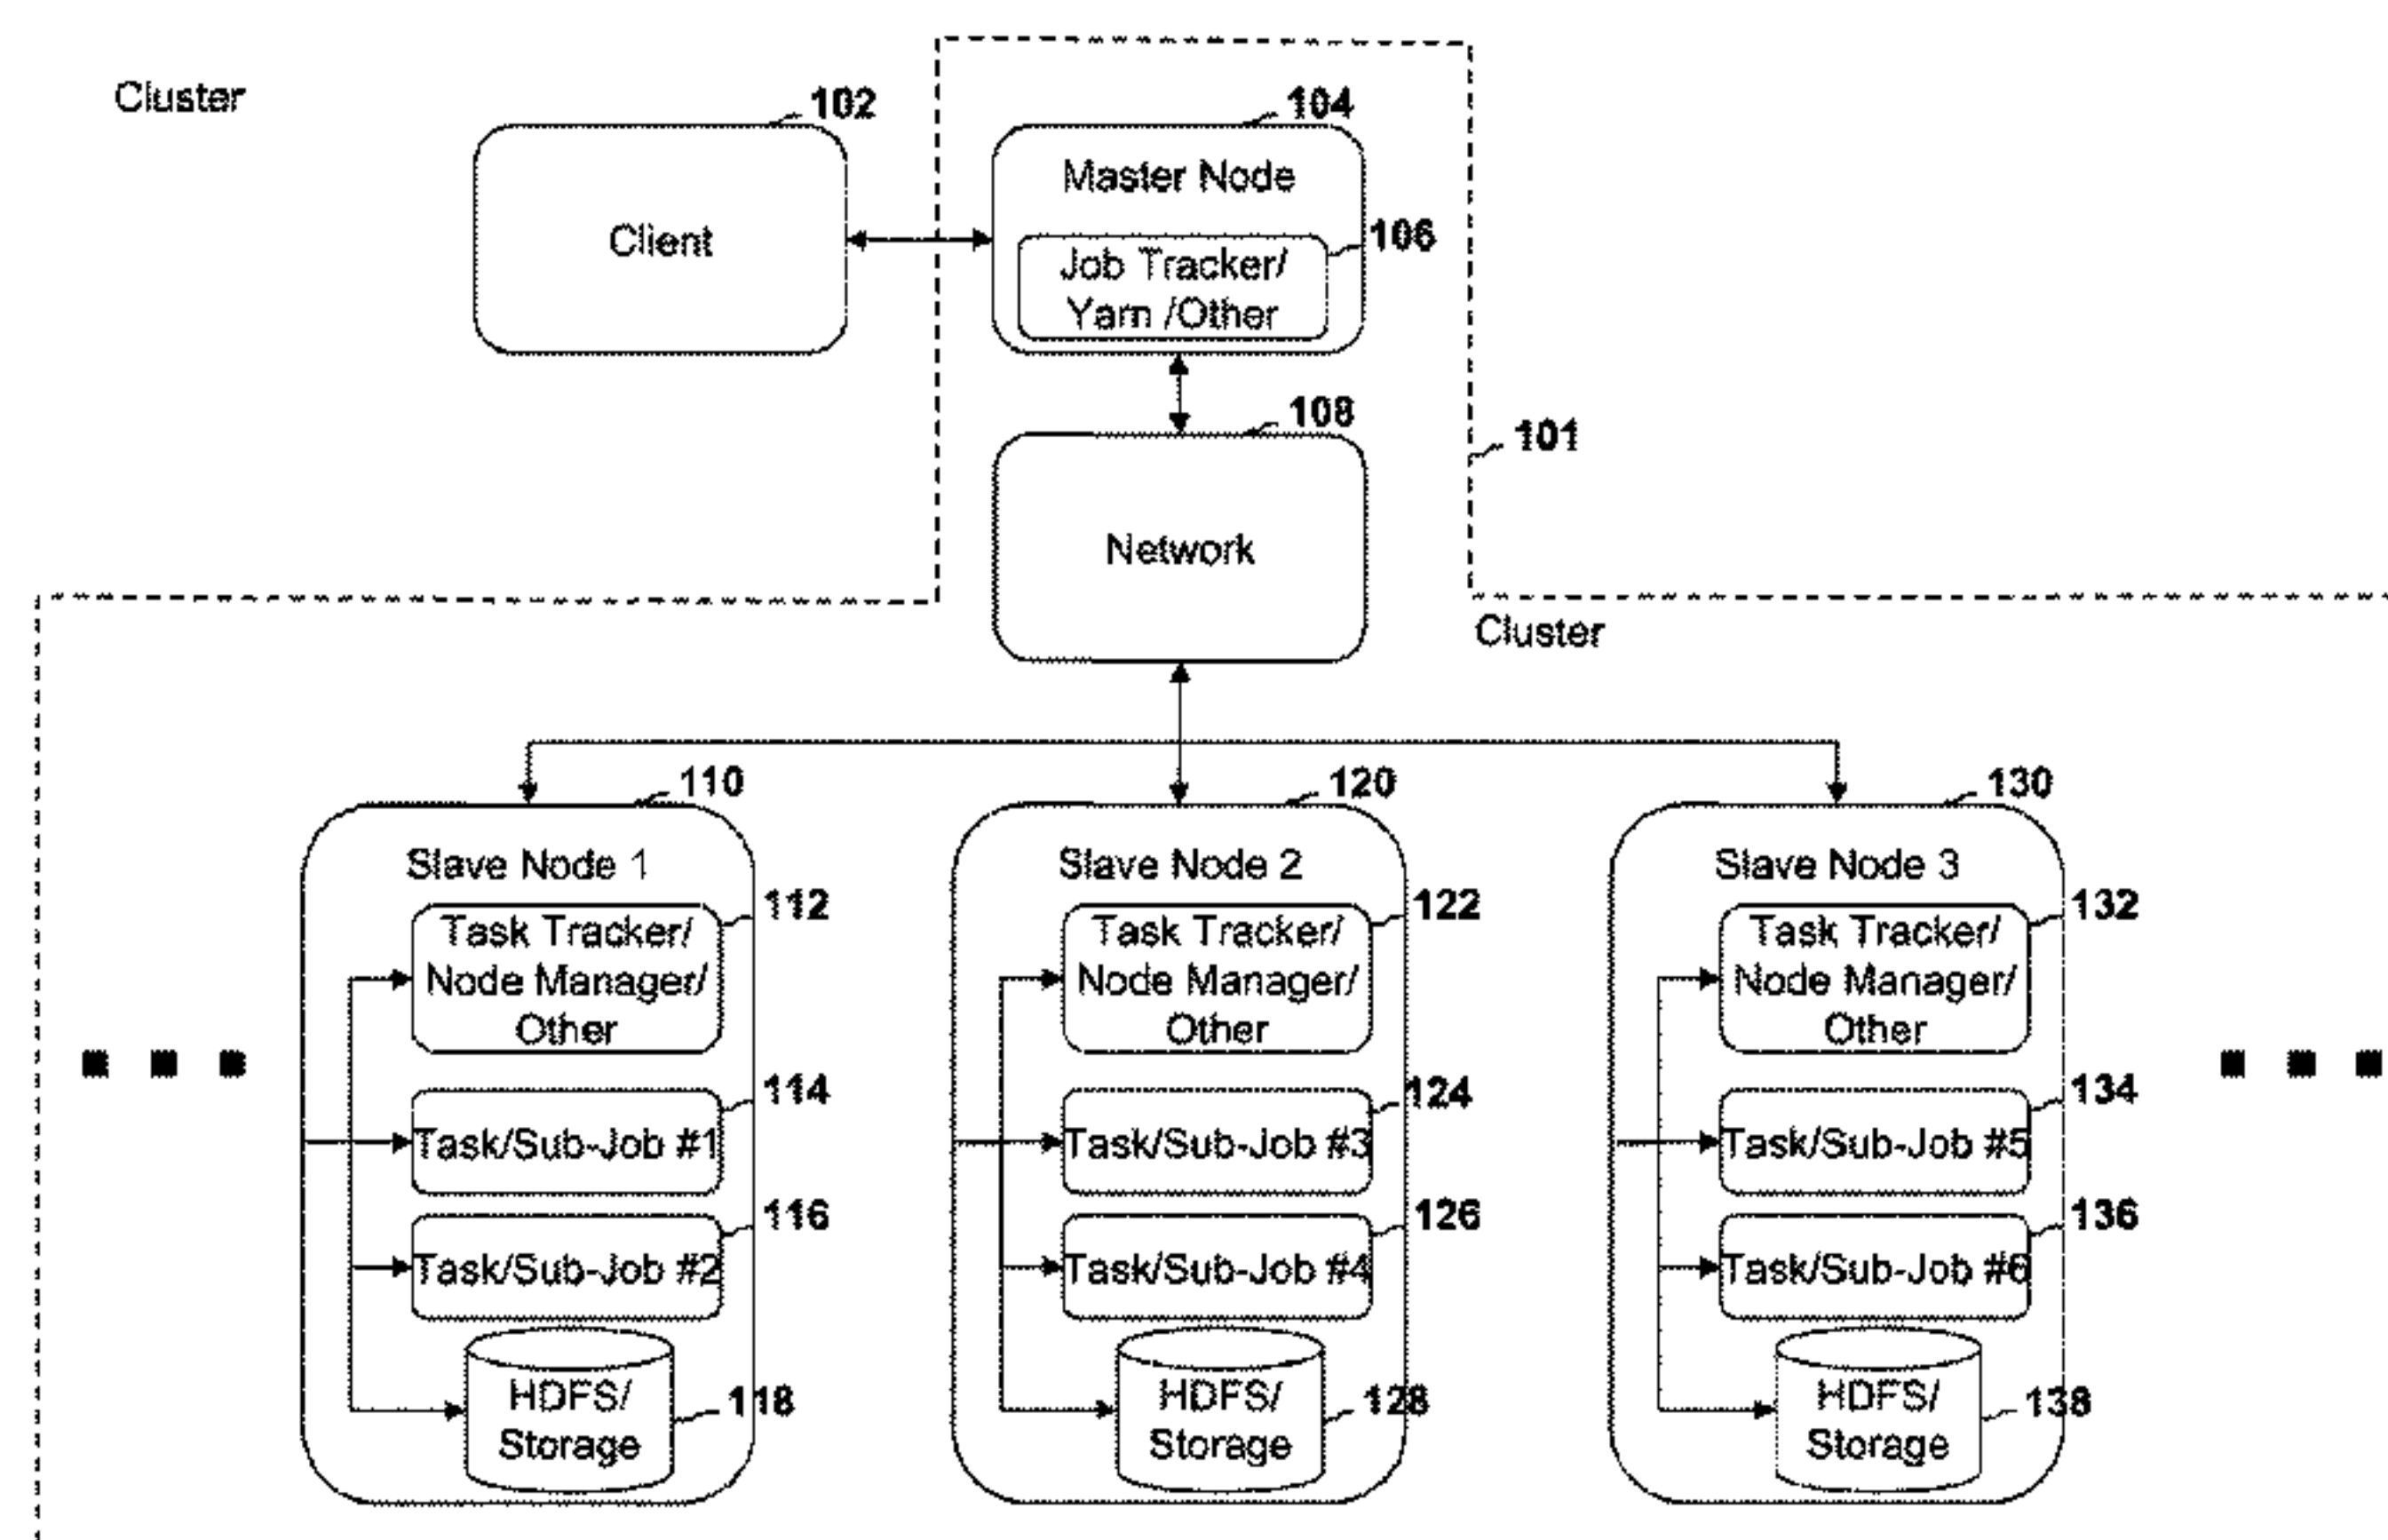 Cluster
102
104
Client
Master Node
106
Job Tracker/
Yarn /Other
108
101
Network
Cluster
110
120
130
Slave Node 1
Slave Node 2
Slave Node 3
112
Task Tracker/
Node Manager/
Other
122
Task Tracker/
Node Manager/
Other
132
Task Tracker/
Node Manager/
Other
114
Task/Sub-Job #1
124
Task/Sub-Job #3
134
Task/Sub-Job #5
116
Task/Sub-Job #2
126
Task/Sub-Job #4
136
Task/Sub-Job #6
HDFS/
Storage
118
HDFS/
Storage
128
HDFS/
Storage
138